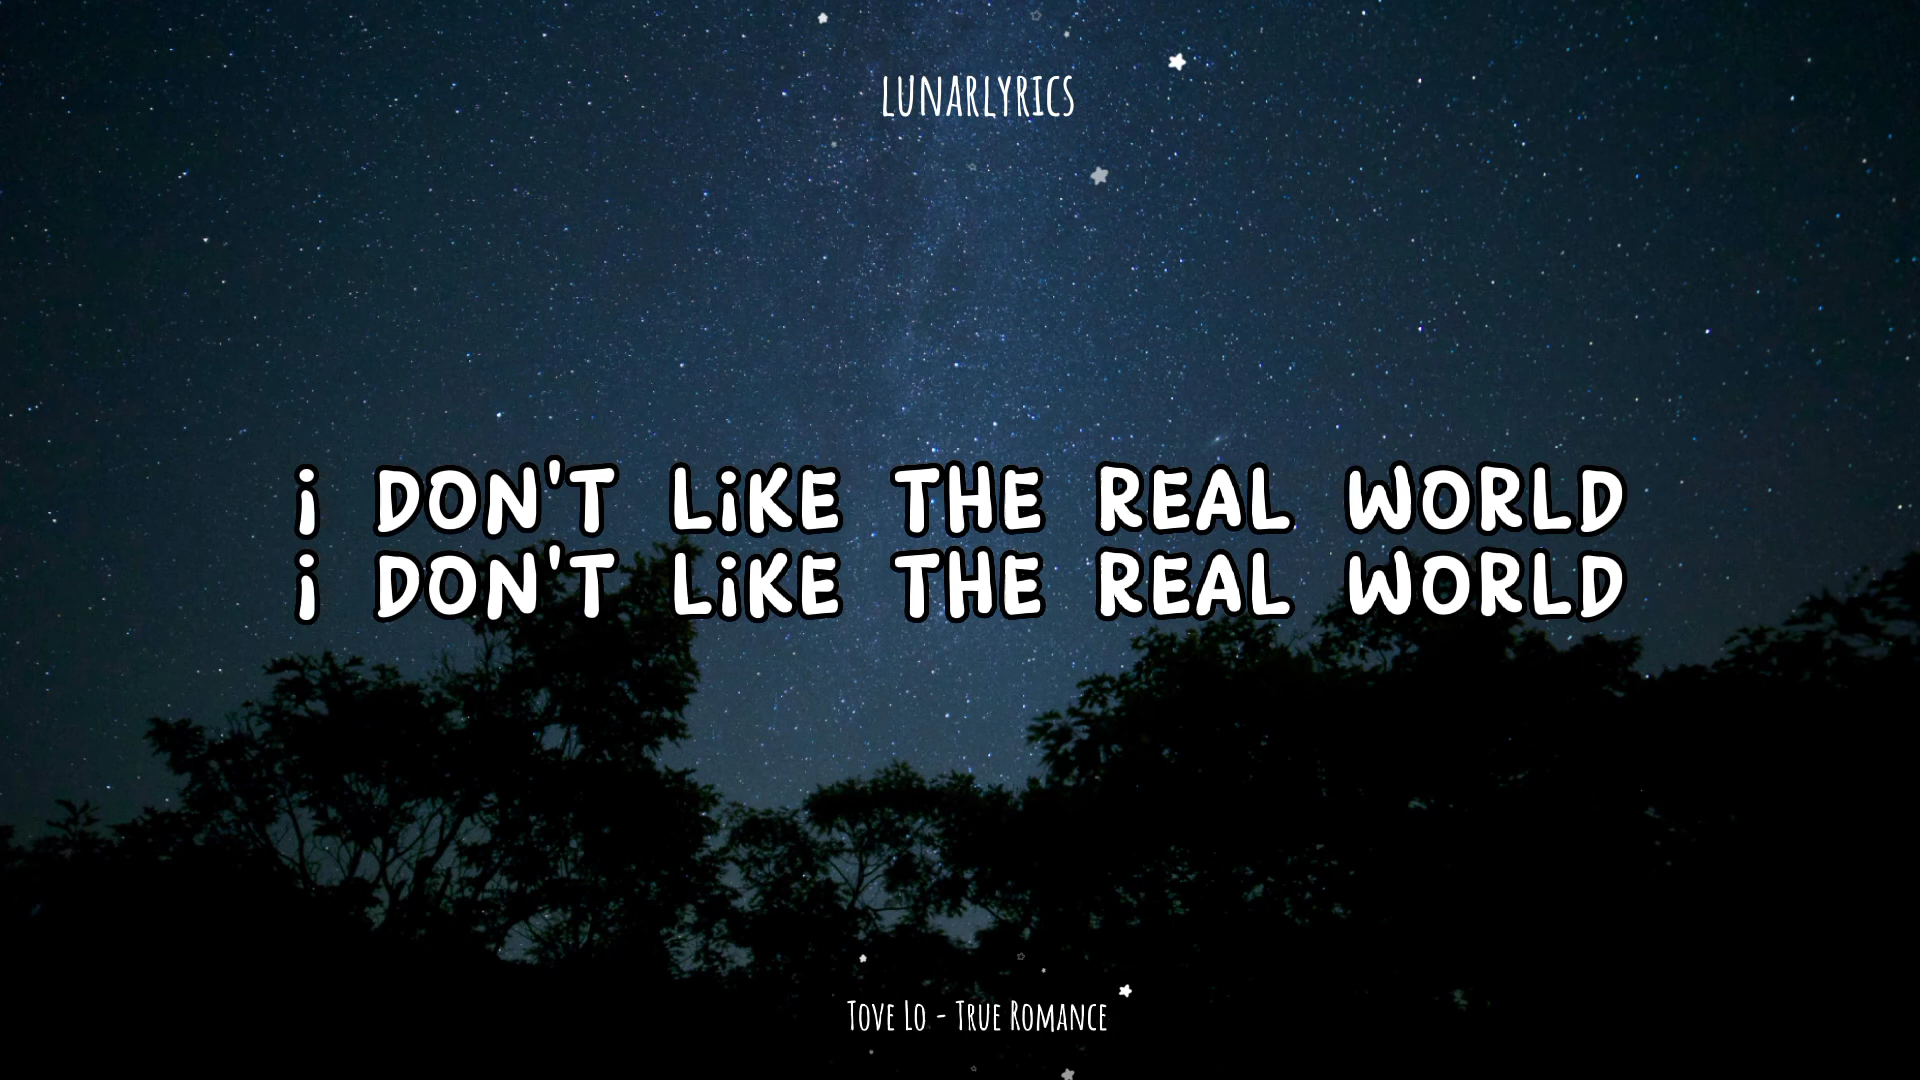 LUNARLYRICS
i DON'T LiKE THE REAL WORLD
i DON'T LiKE THE REAL WORLD
Tove Lo - True Romance